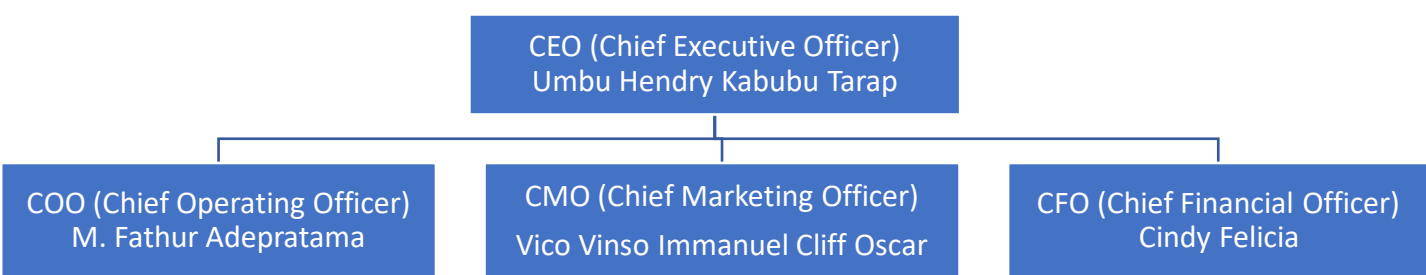 CEO (Chief Executive Officer)
Umbu Hendry Kabubu Tarap
COO (Chief Operating Officer)
M. Fathur Adepratama
CMO (Chief Marketing Officer)
Vico Vinso Immanuel Cliff Oscar
CFO (Chief Financial Officer)
Cindy Felicia